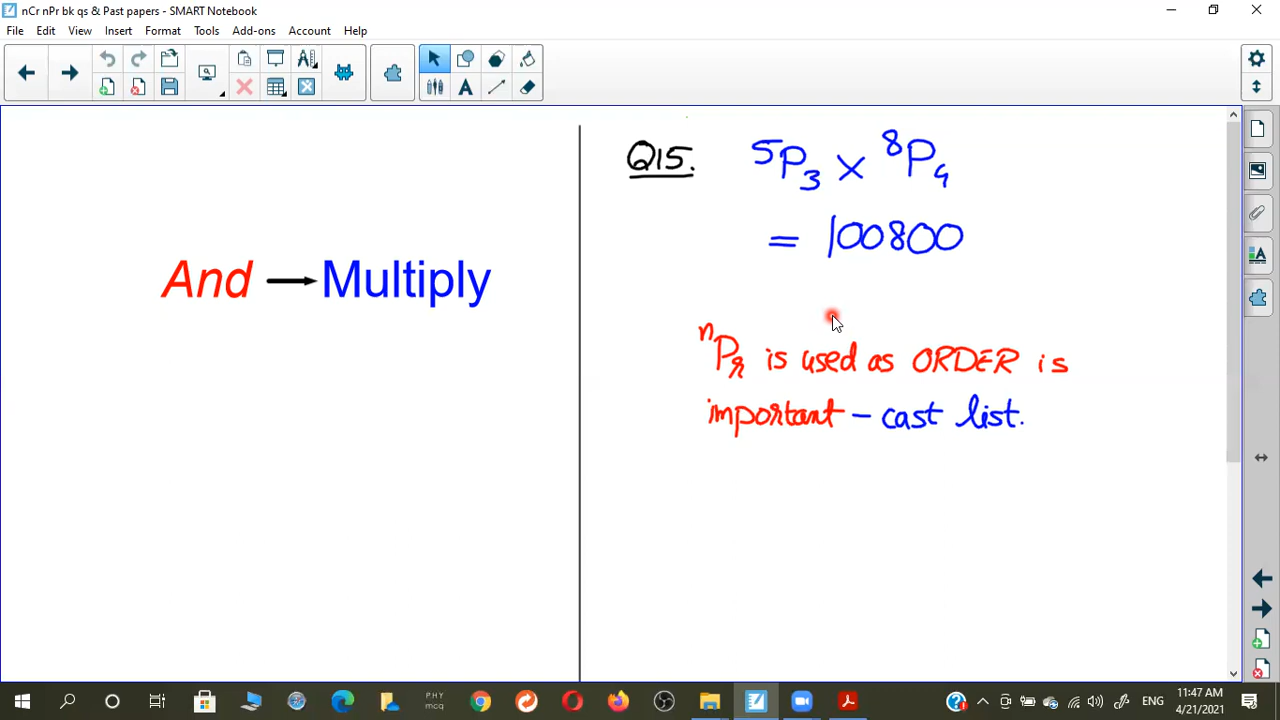 nCr nPr bk qs & Past papers - SMART Notebook
File Edit View Insert Format Tools Add-ons Account Help
And → Multiply
Q15. ⁵P₃ × ⁸P₄
= 100800
ⁿPᵣ is used as ORDER is
important - cast list.
PHY
mcq
ENG
11:47 AM
4/21/2021